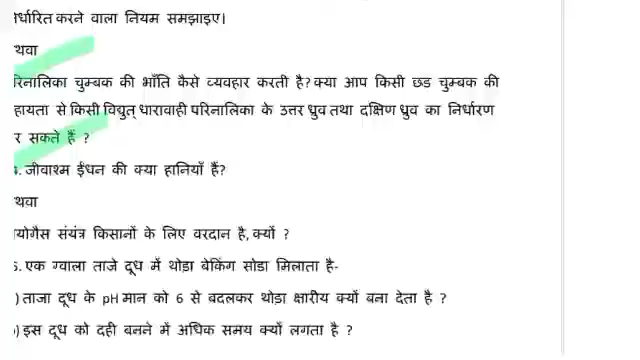 र्धारित करने वाला नियम समझाइए।
थवा
रिनालिका चुम्बक की भाँति कैसे व्यवहार करती है? क्या आप किसी छड चुम्बक की
हायता से किसी विद्युत् धारावाही परिनालिका के उत्तर ध्रुव तथा दक्षिण ध्रुव का निर्धारण
र सकते हैं ?
. जीवाश्म ईंधन की क्या हानियाँ हैं?
थवा
योगैस संयंत्र किसानों के लिए वरदान है, क्यों ?
5. एक ग्वाला ताजे दूध में थोड़ा बेकिंग सोडा मिलाता है-
) ताजा दूध के pH मान को 6 से बदलकर थोड़ा क्षारीय क्यों बना देता है ?
) इस दूध को दही बनने में अधिक समय क्यों लगता है ?